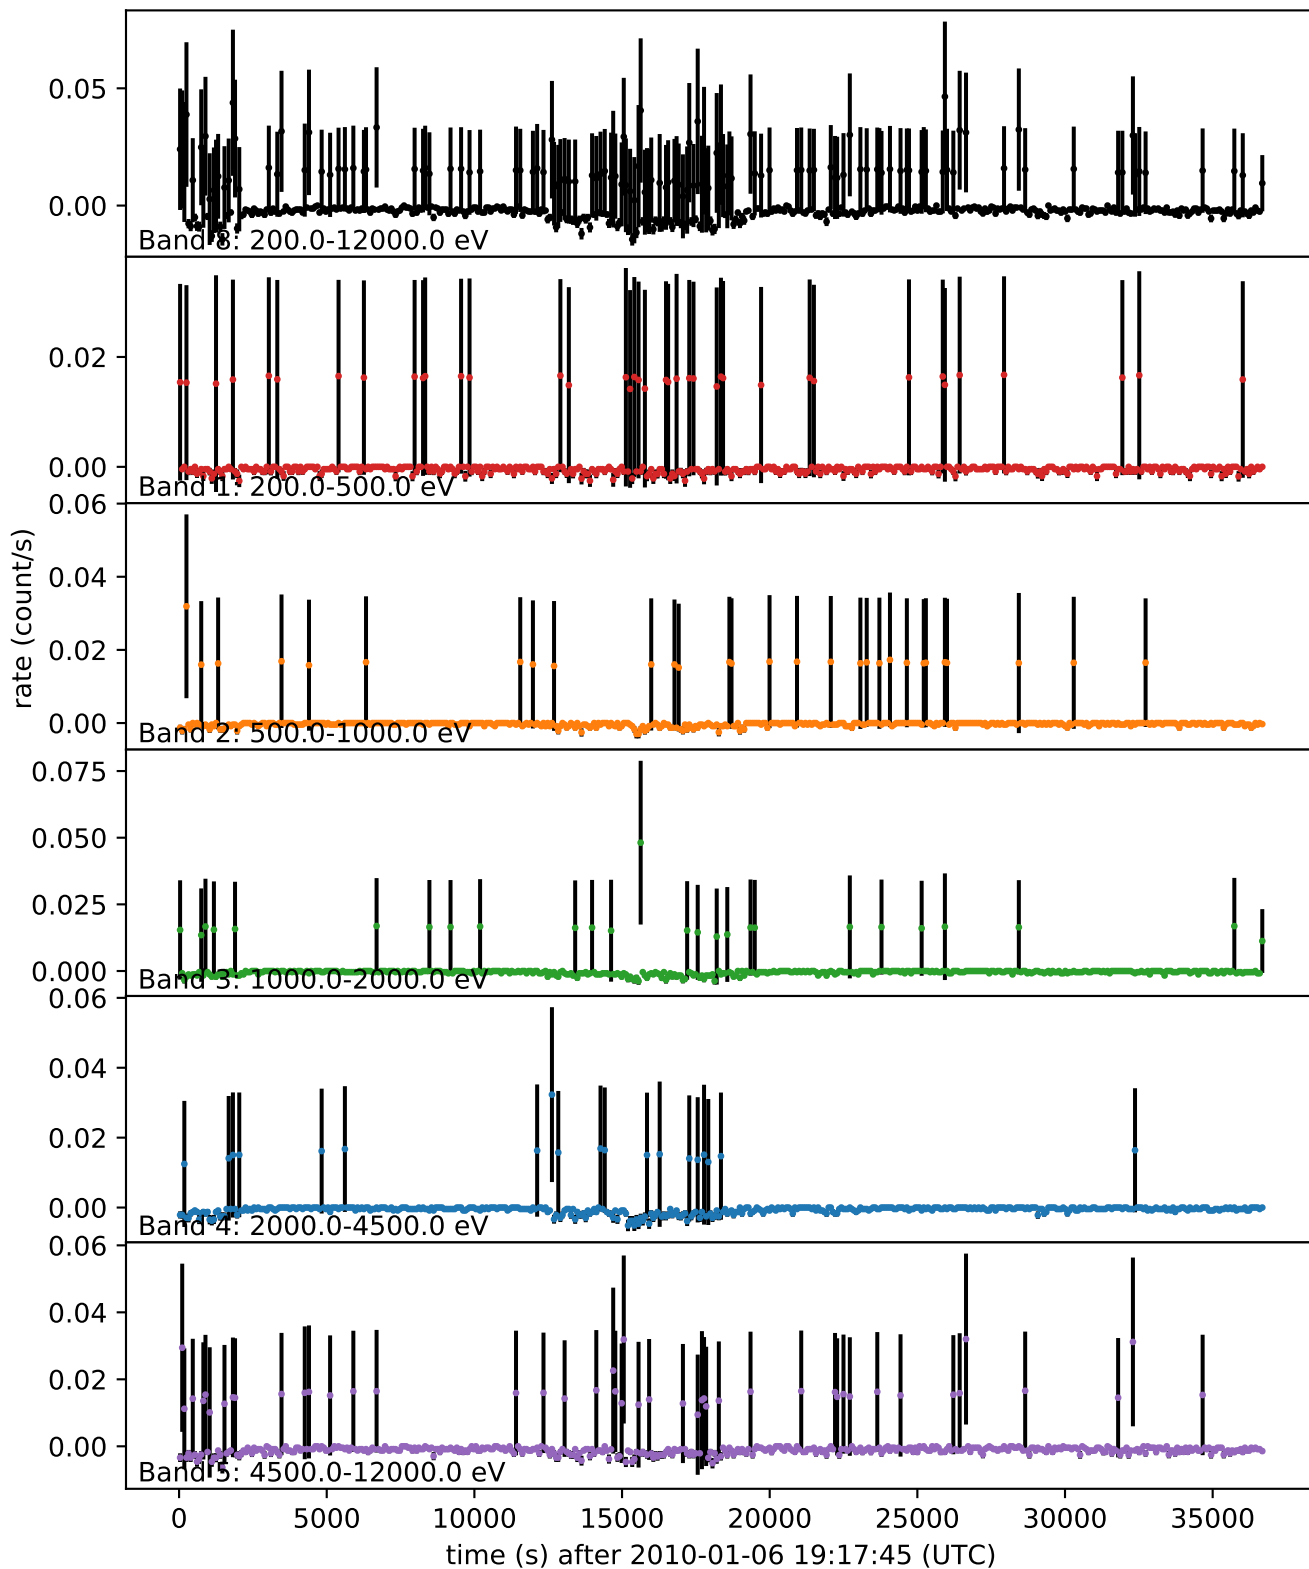 0.05
0.00
Band 8: 200.0-12000.0 eV
0.02
0.00
Band 1: 200.0-500.0 eV
0.06
0.04
0.02
0.00
Band 2: 500.0-1000.0 eV
rate (count/s)
0.075
0.050
0.025
0.000
Band 3: 1000.0-2000.0 eV
0.06
0.04
0.02
0.00
Band 4: 2000.0-4500.0 eV
0.06
0.04
0.02
0.00
Band 5: 4500.0-12000.0 eV
0 5000 10000 15000 20000 25000 30000 35000
time (s) after 2010-01-06 19:17:45 (UTC)